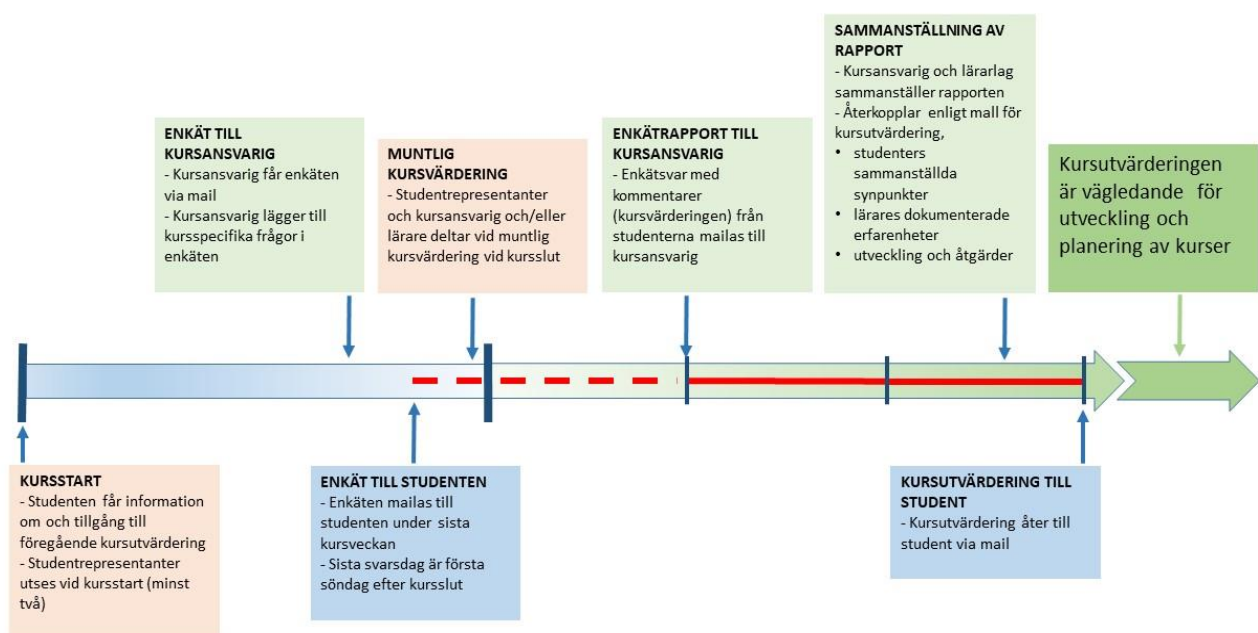 ENKÄT TILL
KURSANSVARIG
- Kursansvarig får enkäten
via mail
- Kursansvarig lägger till
kursspecifika frågor i
enkäten
MUNTLIG
KURSVÄRDERING
- Studentrepresentanter
och kursansvarig och/eller
lärare deltar vid muntlig
kursvärdering vid kursslut
ENKÄTRAPPORT TILL
KURSANSVARIG
- Enkätsvar med
kommentarer
(kursvärderingen) från
studenterna mailas till
kursansvarig
SAMMANSTÄLLNING AV
RAPPORT
- Kursansvarig och lärarlag
sammanställer rapporten
- Återkopplar enligt mall för
kursutvärdering,
• studenters
sammanställda
synpunkter
• lärares dokumenterade
erfarenheter
• utveckling och åtgärder
Kursutvärderingen
är vägledande för
utveckling och
planering av kurser
KURSSTART
- Studenten får information
om och tillgång till
föregående kursutvärdering
- Studentrepresentanter
utses vid kursstart (minst
två)
ENKÄT TILL STUDENTEN
- Enkäten mailas till
studenten under sista
kursveckan
- Sista svarsdag är första
söndag efter kursslut
KURSUTVÄRDERING TILL
STUDENT
- Kursutvärdering åter till
student via mail